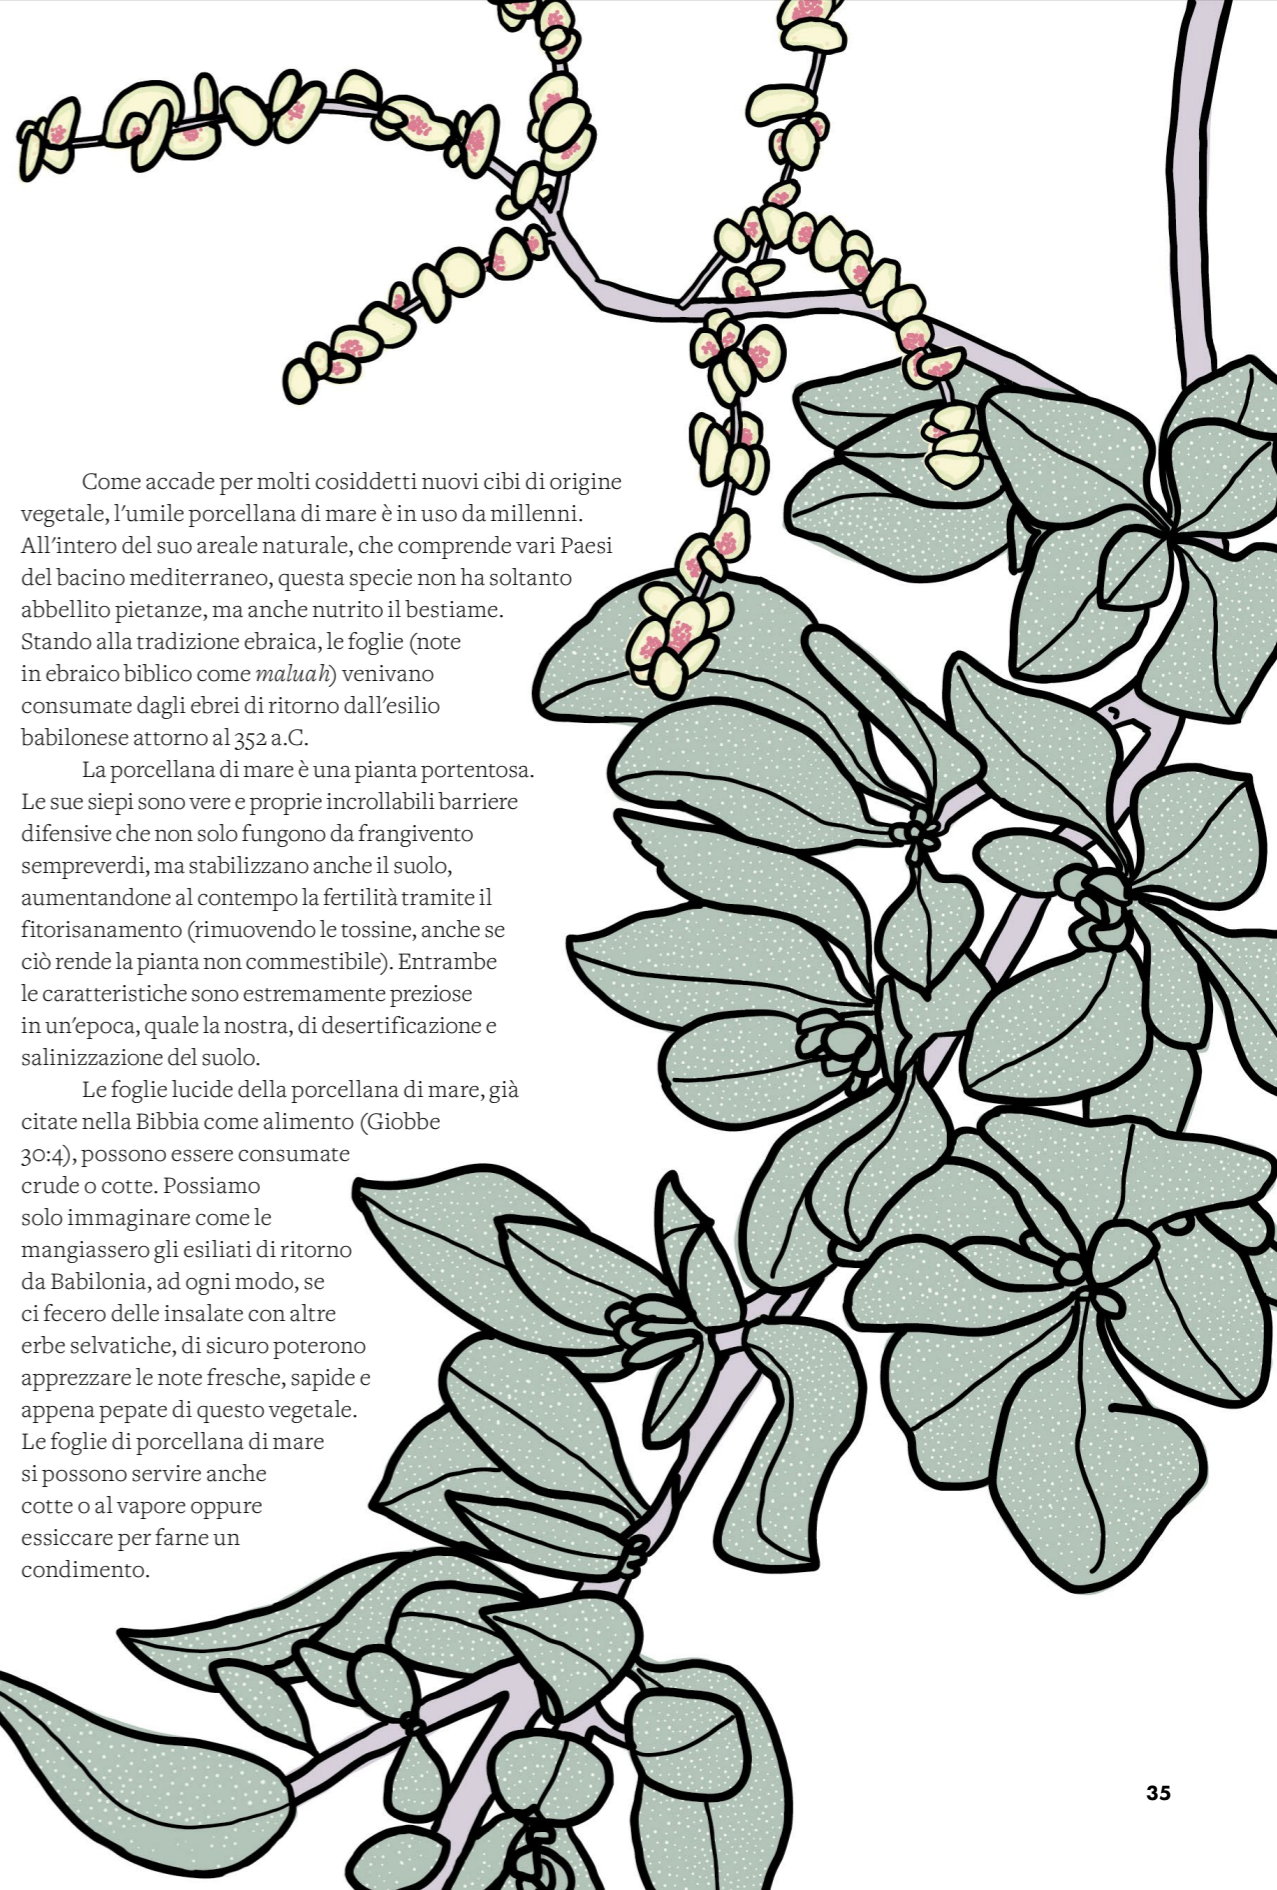 Come accade per molti cosiddetti nuovi cibi di origine
vegetale, l'umile porcellana di mare è in uso da millenni.
All'intero del suo areale naturale, che comprende vari Paesi
del bacino mediterraneo, questa specie non ha soltanto
abbellito pietanze, ma anche nutrito il bestiame.
Stando alla tradizione ebraica, le foglie (note
in ebraico biblico come maluah) venivano
consumate dagli ebrei di ritorno dall'esilio
babilonese attorno al 352 a.C.
La porcellana di mare è una pianta portentosa.
Le sue siepi sono vere e proprie incrollabili barriere
difensive che non solo fungono da frangivento
sempreverdi, ma stabilizzano anche il suolo,
aumentandone al contempo la fertilità tramite il
fitorisanamento (rimuovendo le tossine, anche se
ciò rende la pianta non commestibile). Entrambe
le caratteristiche sono estremamente preziose
in un'epoca, quale la nostra, di desertificazione e
salinizzazione del suolo.
Le foglie lucide della porcellana di mare, già
citate nella Bibbia come alimento (Giobbe
30:4), possono essere consumate
crude o cotte. Possiamo
solo immaginare come le
mangiassero gli esiliati di ritorno
da Babilonia, ad ogni modo, se
ci fecero delle insalate con altre
erbe selvatiche, di sicuro poterono
apprezzare le note fresche, sapide e
appena pepate di questo vegetale.
Le foglie di porcellana di mare
si possono servire anche
cotte o al vapore oppure
essiccare per farne un
condimento.
35